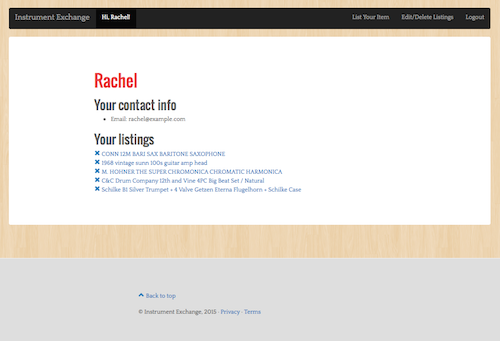 Instrument Exchange Hi, Rachel! List Your Item Edit/Delete Listings Logout
Rachel
Your contact info
Email: rachel@example.com
Your listings
CONN 12M BARI SAX BARITONE SAXOPHONE
1968 vintage sunn 100s guitar amp head
M. HOHNER THE SUPER CHROMONICA CHROMATIC HARMONICA
C&C Drum Company 12th and Vine 4PC Big Beat Set / Natural
Schilke B1 Silver Trumpet + 4 Valve Getzen Eterna Flugelhorn + Schilke Case
Back to top
© Instrument Exchange, 2015 · Privacy · Terms